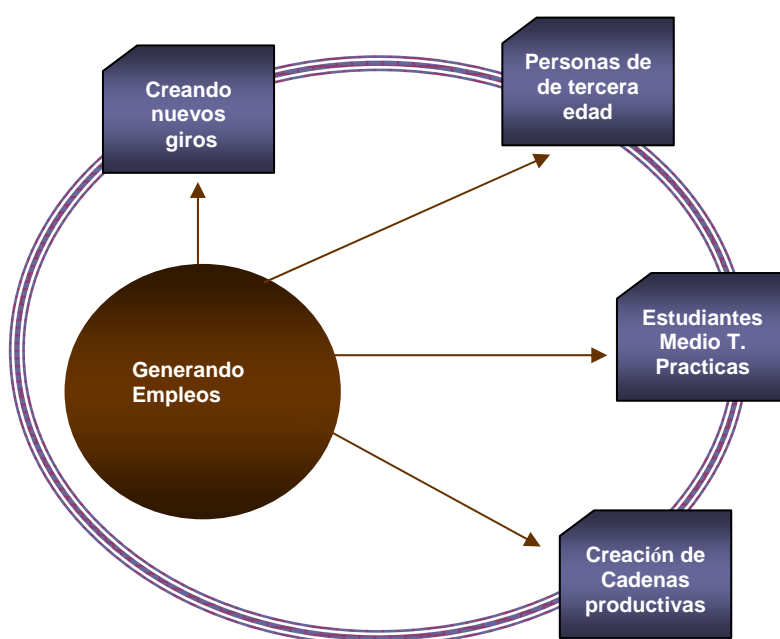 Creando
nuevos
giros
Personas de
de tercera
edad
Estudiantes
Medio T.
Practicas
Generando
Empleos
Creación de
Cadenas
productivas